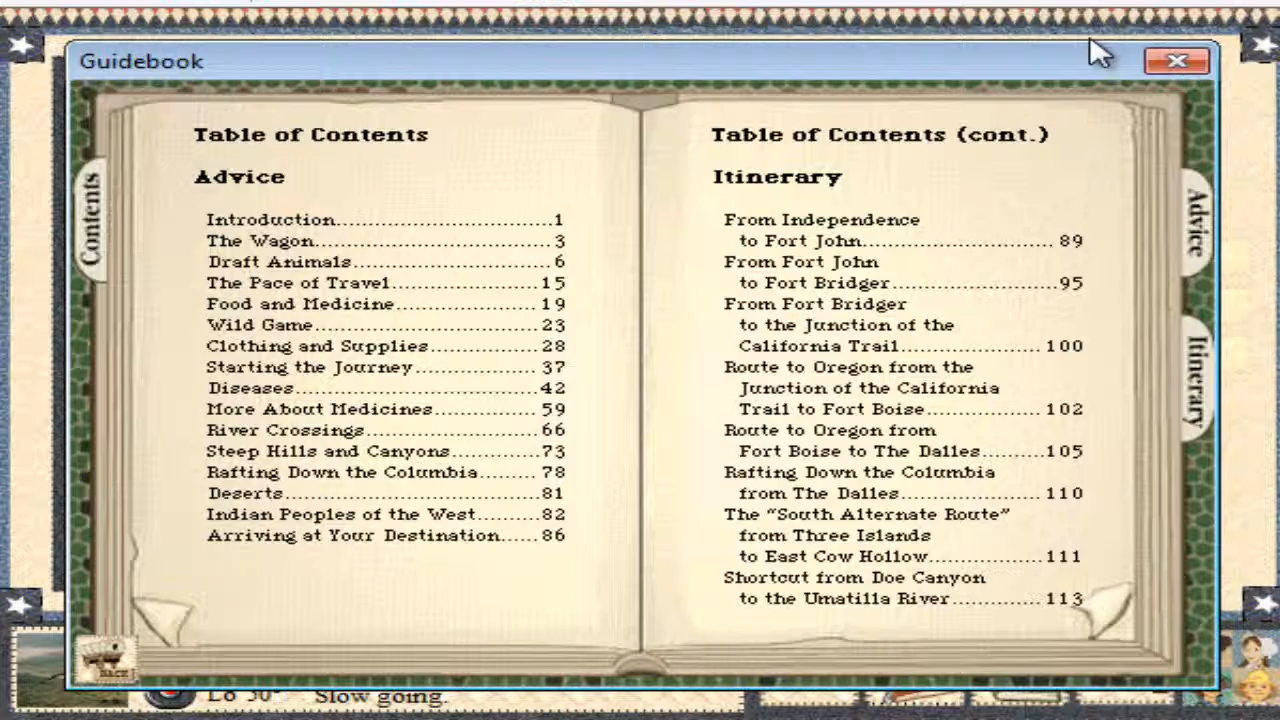 Guidebook
Contents
Table of Contents
Advice
Introduction..............................1
The Wagon.................................3
Draft Animals............................6
The Pace of Travel.....................15
Food and Medicine....................19
Wild Game................................23
Clothing and Supplies................28
Starting the Journey..................37
Diseases...................................42
More About Medicines..............59
River Crossings.........................66
Steep Hills and Canyons............73
Rafting Down the Columbia........78
Deserts....................................81
Indian Peoples of the West.........82
Arriving at Your Destination......86
Table of Contents (cont.)
Itinerary
From Independence
to Fort John............................89
From Fort John
to Fort Bridger........................95
From Fort Bridger
to the Junction of the
California Trail....................100
Route to Oregon from the
Junction of the California
Trail to Fort Boise................102
Route to Oregon from
Fort Boise to The Dalles.........105
Rafting Down the Columbia
from The Dalles....................110
The "South Alternate Route"
from Three Islands
to East Cow Hollow................111
Shortcut from Doe Canyon
to the Umatilla River.............113
Advice
Itinerary
BACK
Lo 50° Slow going.